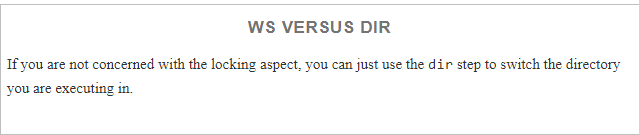 WS VERSUS DIR
If you are not concerned with the locking aspect, you can just use the dir step to switch the directory
you are executing in.